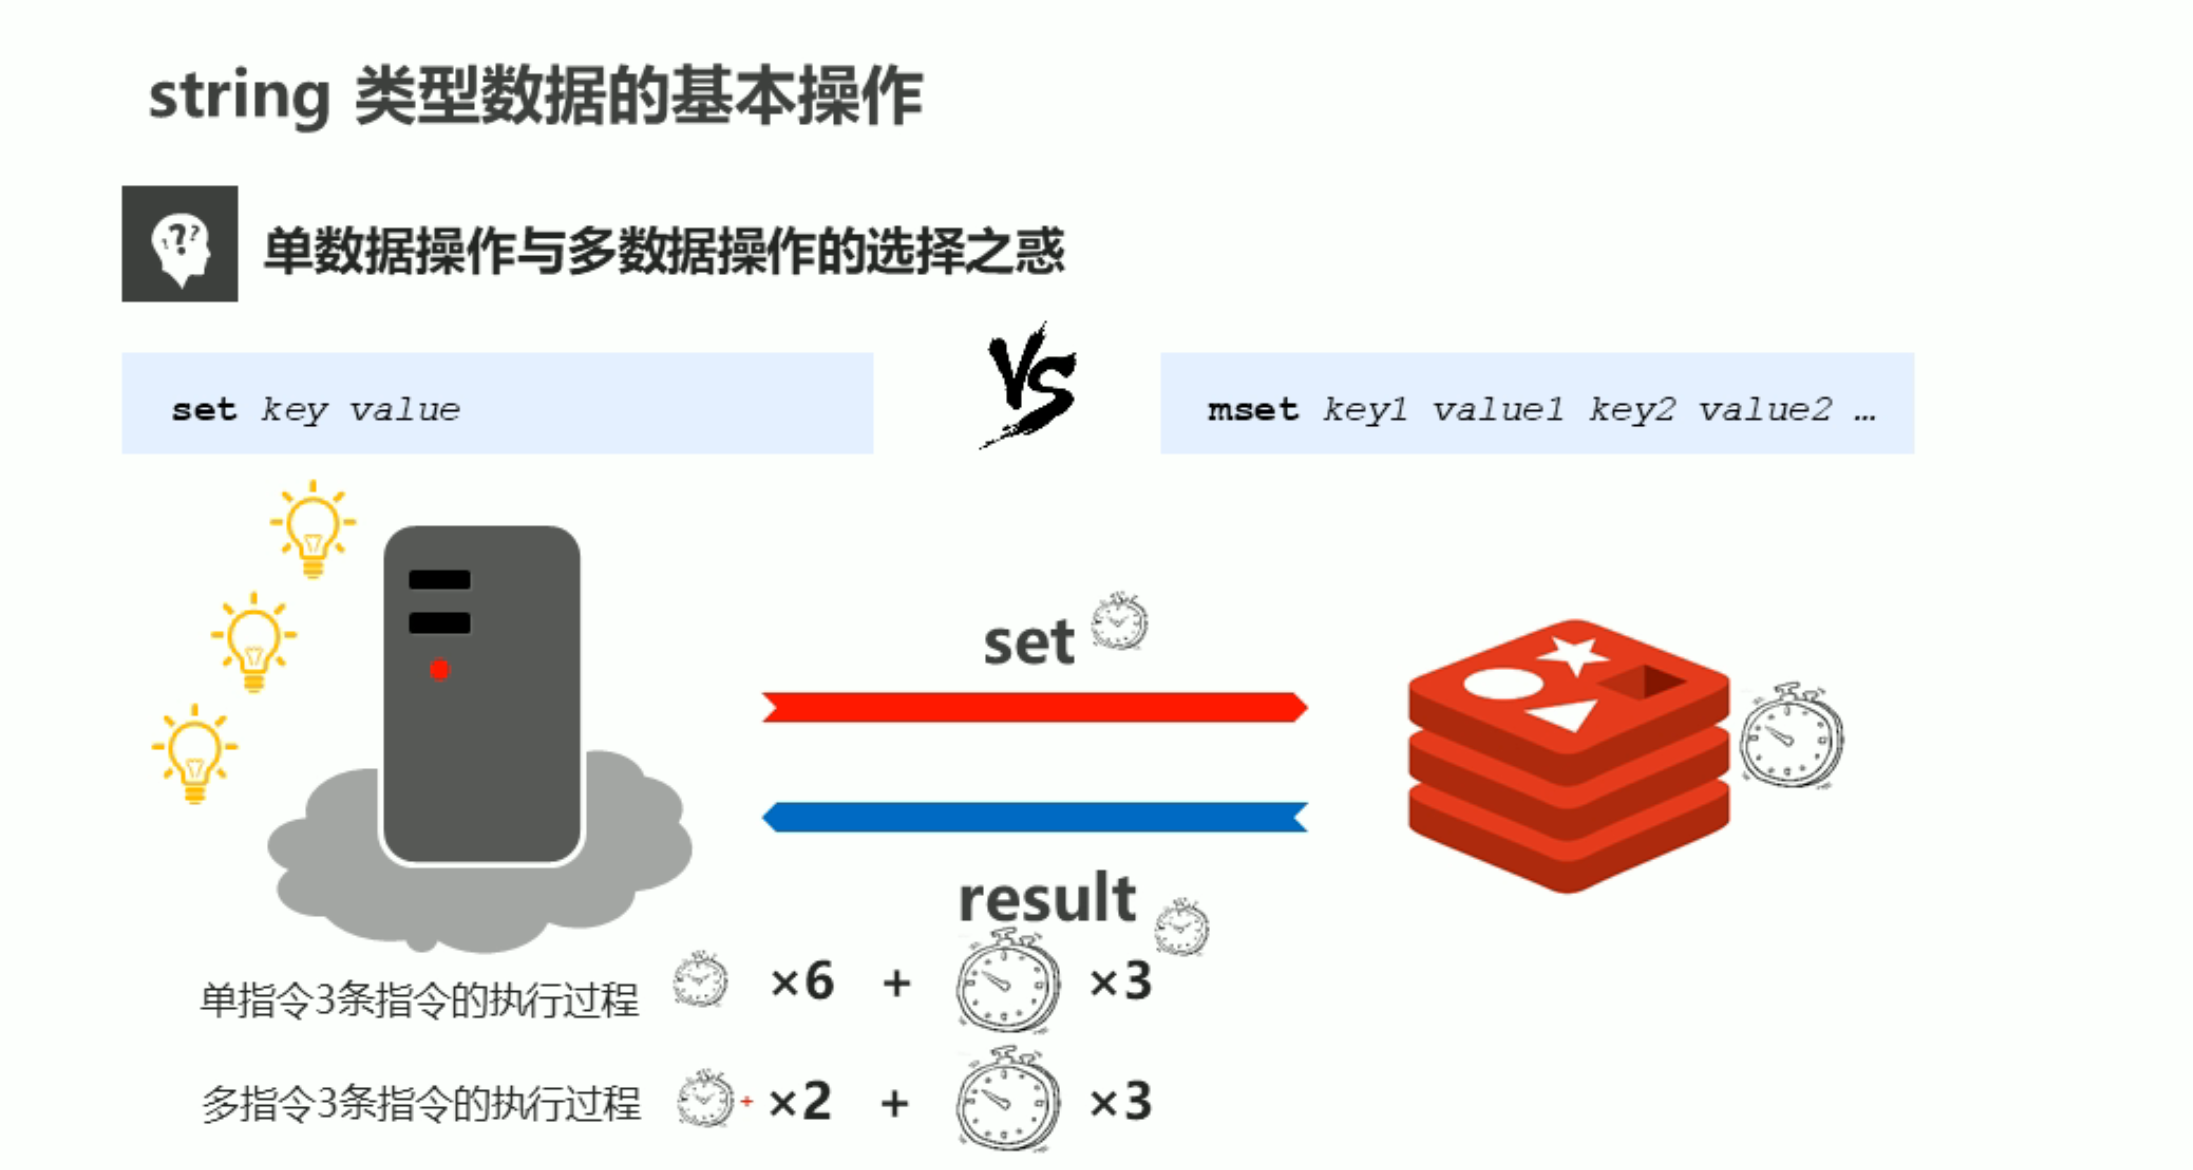 string 类型数据的基本操作
单数据操作与多数据操作的选择之惑
set key value
VS
mset key1 value1 key2 value2 …
set
result
单指令3条指令的执行过程 ×6 + ×3
多指令3条指令的执行过程 + ×2 + ×3